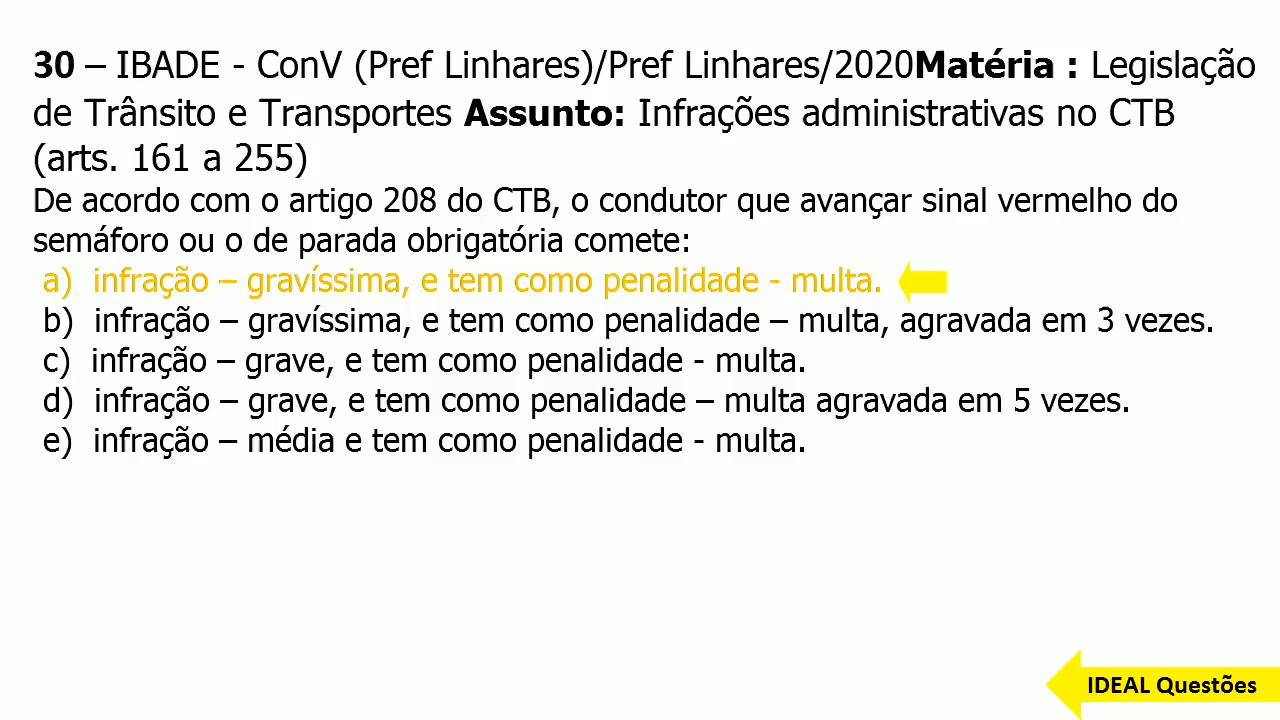 30 – IBADE - ConV (Pref Linhares)/Pref Linhares/2020Matéria : Legislação
de Trânsito e Transportes Assunto: Infrações administrativas no CTB
(arts. 161 a 255)
De acordo com o artigo 208 do CTB, o condutor que avançar sinal vermelho do
semáforo ou o de parada obrigatória comete:
a) infração – gravíssima, e tem como penalidade - multa.
b) infração – gravíssima, e tem como penalidade – multa, agravada em 3 vezes.
c) infração – grave, e tem como penalidade - multa.
d) infração – grave, e tem como penalidade – multa agravada em 5 vezes.
e) infração – média e tem como penalidade - multa.
IDEAL Questões